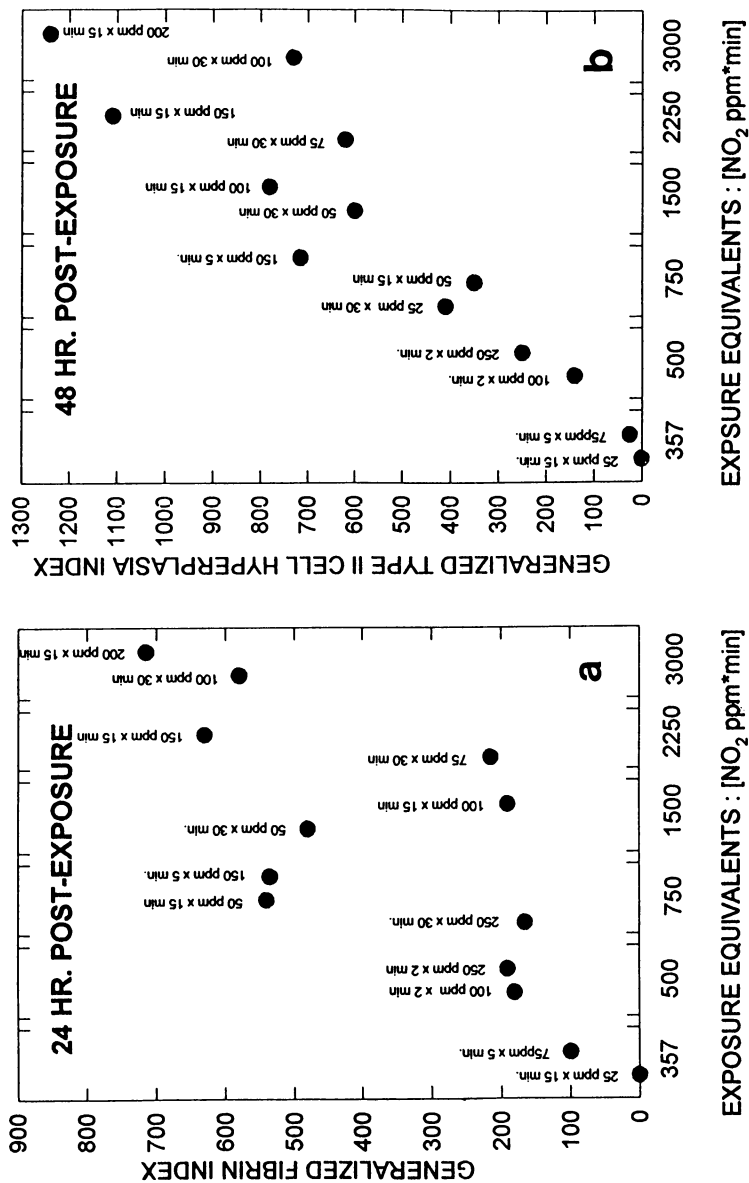 24 HR. POST-EXPOSURE
GENERALIZED FIBRIN INDEX
900
800
700
600
500
400
300
200
100
0
25 ppm x 15 min.
75ppm x 5 min.
100 ppm x 2 min
250 ppm x 2 min
250 ppm x 30 min.
50 ppm x 15 min
150 ppm x 5 min.
50 ppm x 30 min.
100 ppm x 15 min
75 ppm x 30 min
150 ppm x 15 min
100 ppm x 30 min
200 ppm x 15 min
a
357
500
750
1500
2250
3000
EXPOSURE EQUIVALENTS : [NO2 ppm*min]
48 HR. POST-EXPOSURE
GENERALIZED TYPE II CELL HYPERPLASIA INDEX
1300
1200
1100
1000
900
800
700
600
500
400
300
200
100
0
25 ppm x 15 min.
75ppm x 5 min.
100 ppm x 2 min.
250 ppm x 2 min.
25 ppm x 30 min
50 ppm x 15 min
150 ppm x 5 min.
50 ppm x 30 min
100 ppm x 15 min
75 ppm x 30 min
150 ppm x 15 min
100 ppm x 30 min
200 ppm x 15 min
b
357
500
750
1500
2250
3000
EXPSURE EQUIVALENTS : [NO2 ppm*min]